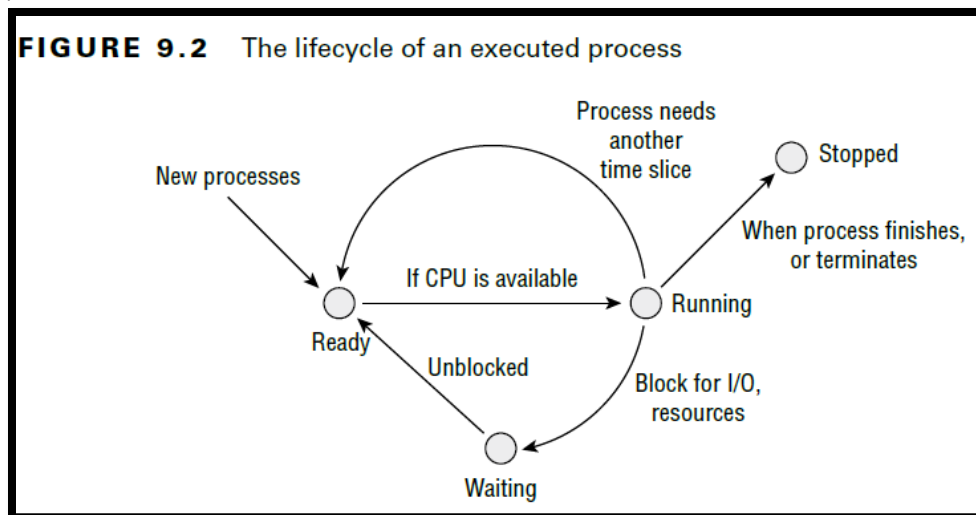 FIGURE 9.2 The lifecycle of an executed process
Process needs
another
time slice
Stopped
New processes
When process finishes,
or terminates
If CPU is available
Running
Ready
Unblocked
Block for I/O,
resources
Waiting